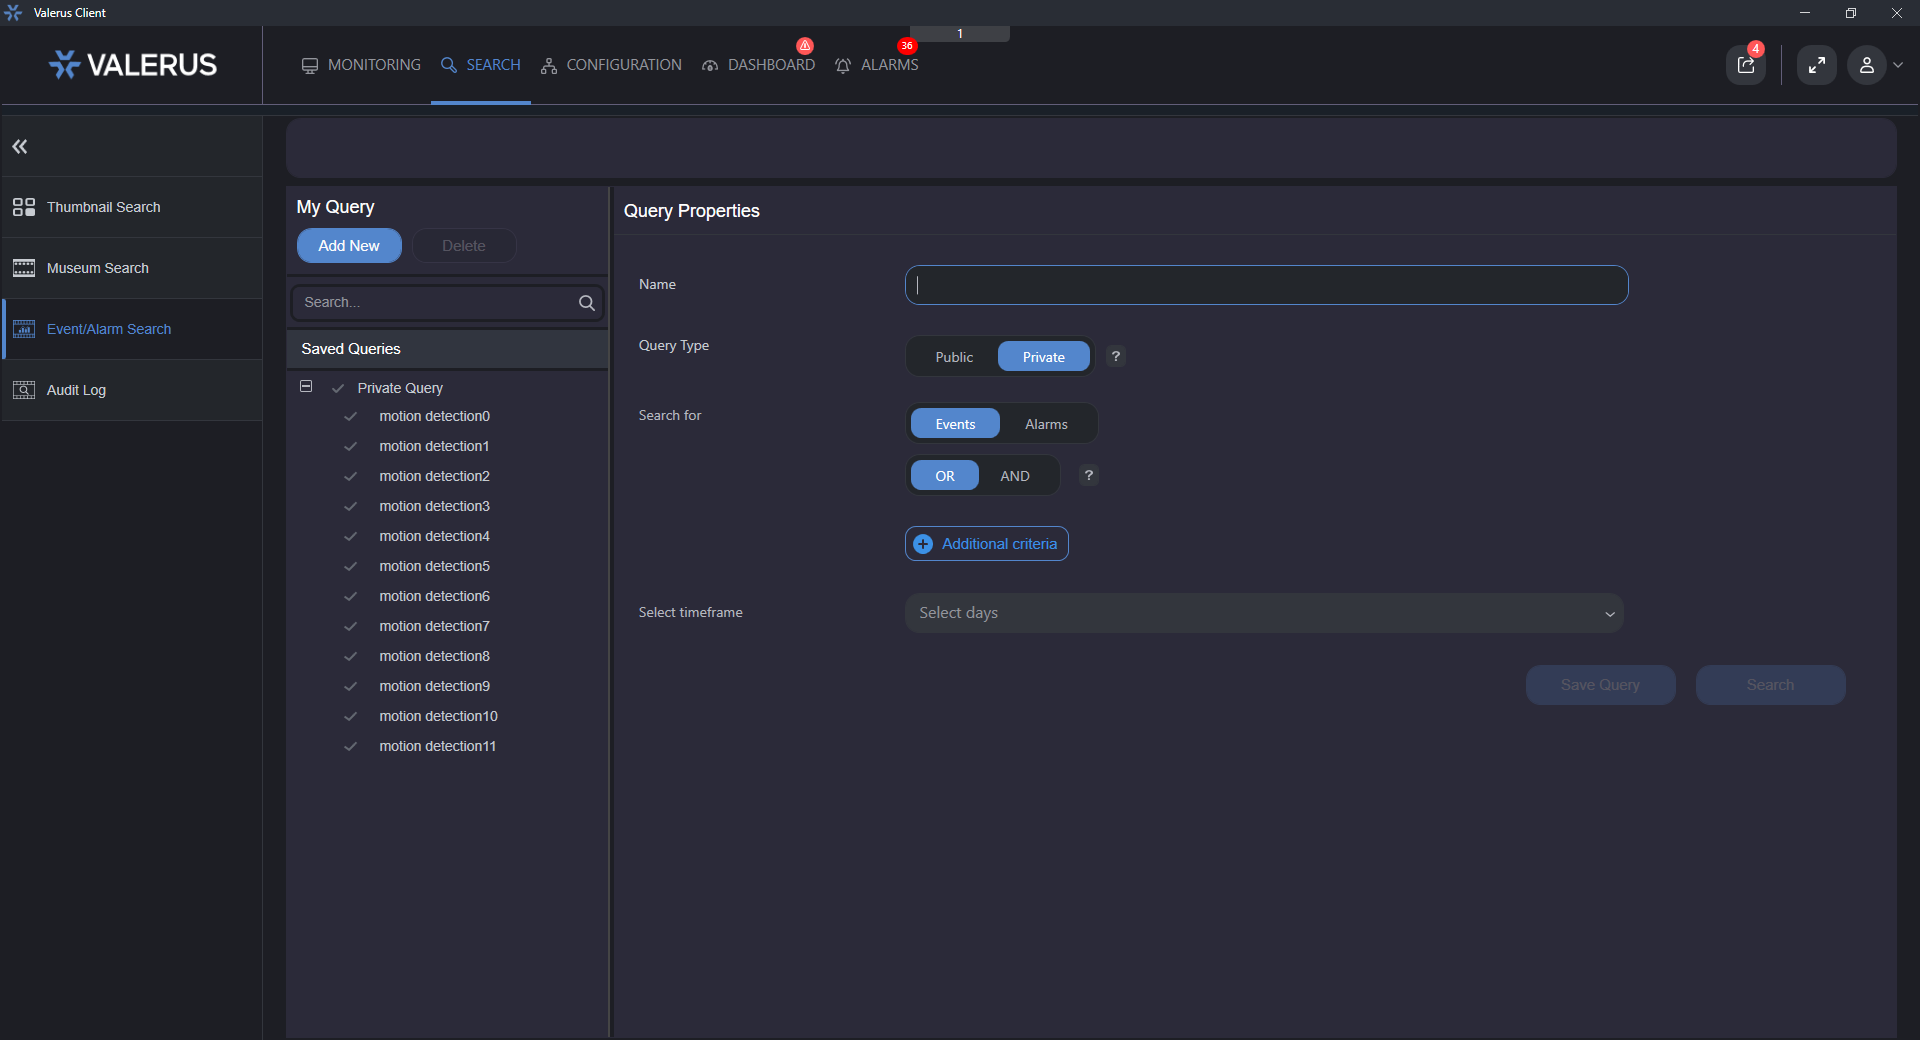 Valerus Client
1
VALERUS
MONITORING
SEARCH
CONFIGURATION
DASHBOARD
36
ALARMS
4
Thumbnail Search
Museum Search
Event/Alarm Search
Audit Log
My Query
Add New
Delete
Search...
Saved Queries
Private Query
motion detection0
motion detection1
motion detection2
motion detection3
motion detection4
motion detection5
motion detection6
motion detection7
motion detection8
motion detection9
motion detection10
motion detection11
Query Properties
Name
Query Type
Public
Private
?
Search for
Events
Alarms
OR
AND
?
Additional criteria
Select timeframe
Select days
Save Query
Search